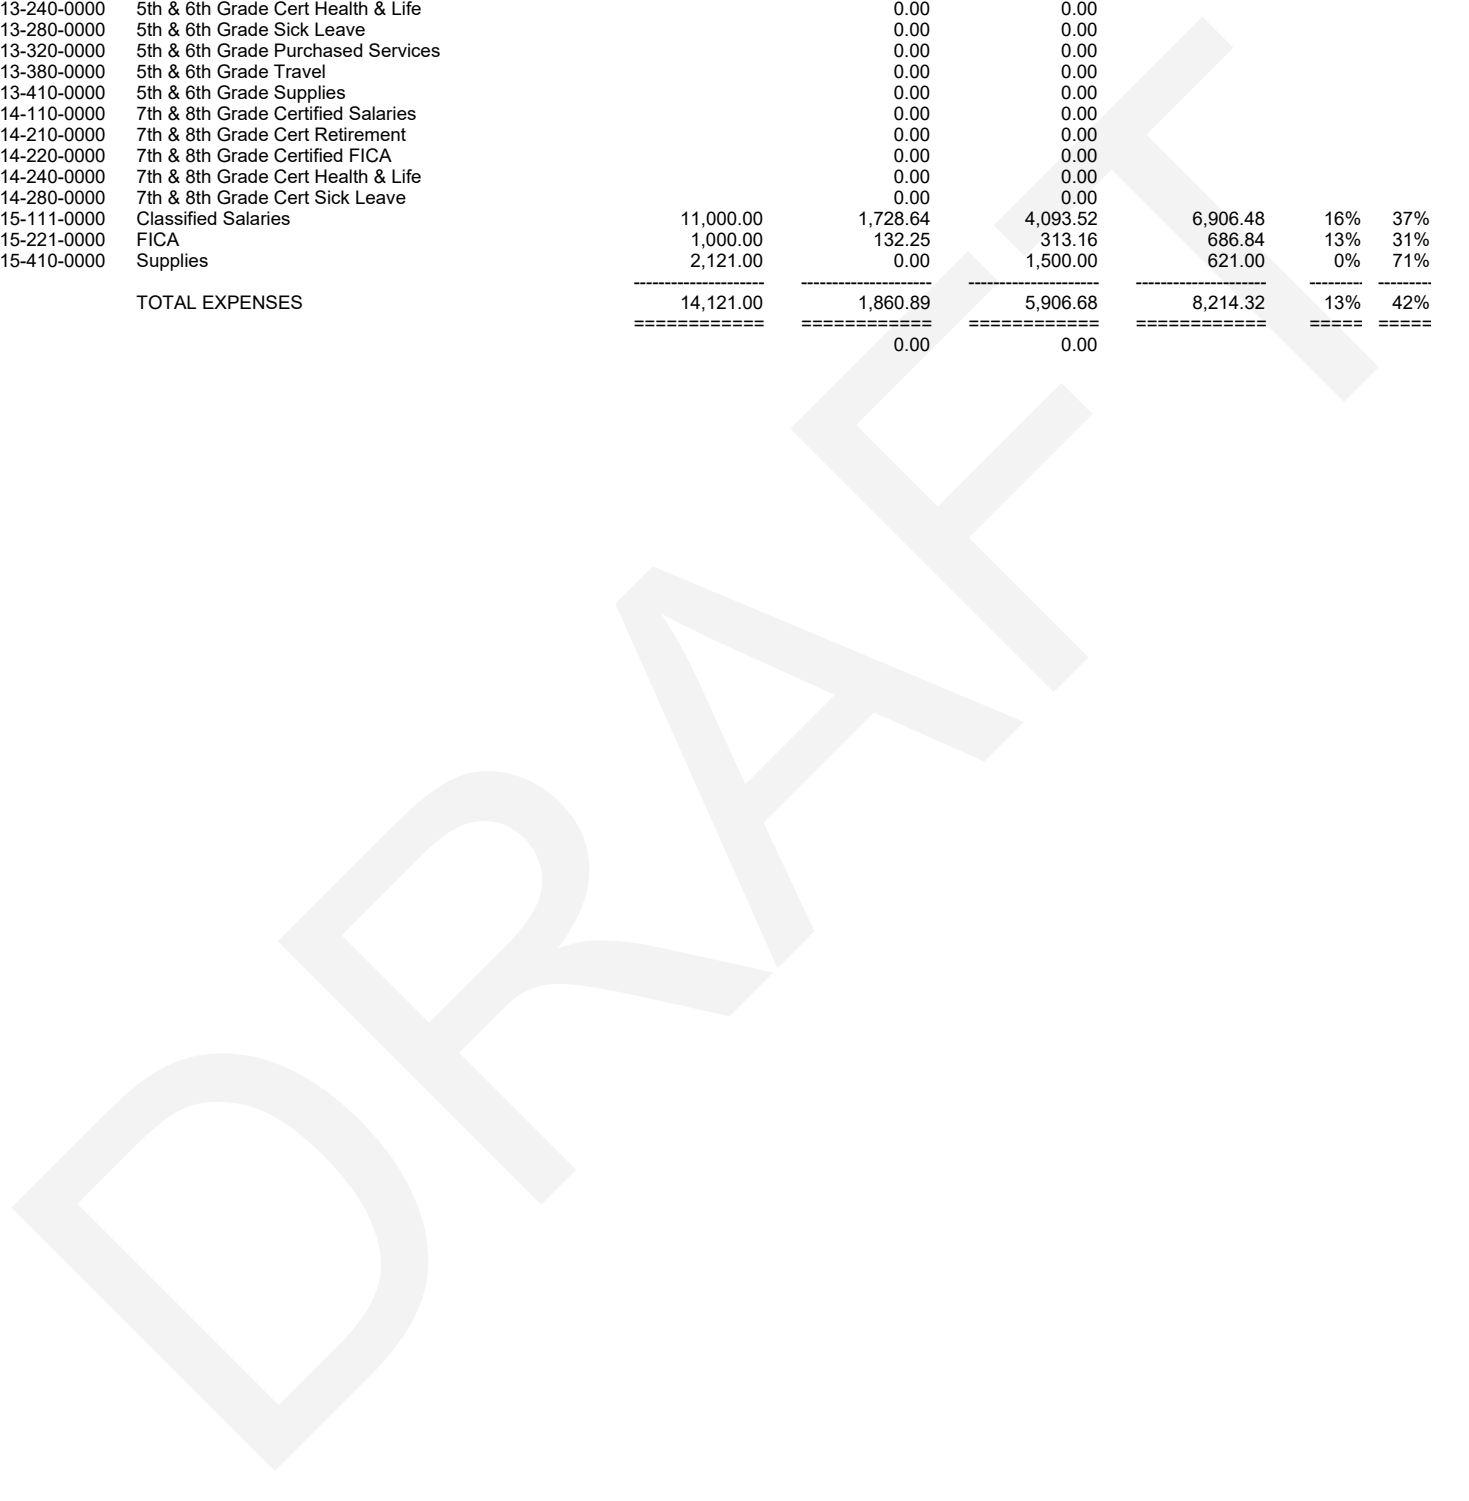 13-240-0000 5th & 6th Grade Cert Health & Life 0.00 0.00
13-280-0000 5th & 6th Grade Sick Leave 0.00 0.00
13-320-0000 5th & 6th Grade Purchased Services 0.00 0.00
13-380-0000 5th & 6th Grade Travel 0.00 0.00
13-410-0000 5th & 6th Grade Supplies 0.00 0.00
14-110-0000 7th & 8th Grade Certified Salaries 0.00 0.00
14-210-0000 7th & 8th Grade Cert Retirement 0.00 0.00
14-220-0000 7th & 8th Grade Certified FICA 0.00 0.00
14-240-0000 7th & 8th Grade Cert Health & Life 0.00 0.00
14-280-0000 7th & 8th Grade Cert Sick Leave 0.00 0.00
15-111-0000 Classified Salaries 11,000.00 1,728.64 4,093.52 6,906.48 16% 37%
15-221-0000 FICA 1,000.00 132.25 313.16 686.84 13% 31%
15-410-0000 Supplies 2,121.00 0.00 1,500.00 621.00 0% 71%
--------------------- --------------------- --------------------- --------------------- -------- --------
TOTAL EXPENSES 14,121.00 1,860.89 5,906.68 8,214.32 13% 42%
============ ============ ============ ============ ===== =====
0.00 0.00
DRAFT